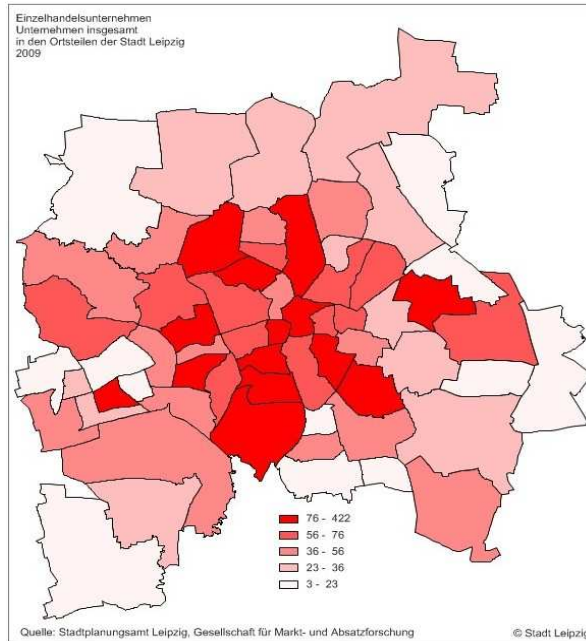 Einzelhandelsunternehmen
Unternehmen insgesamt
in den Ortsteilen der Stadt Leipzig
2009
76 - 422
56 - 76
36 - 56
23 - 36
3 - 23
Quelle: Stadtplanungsamt Leipzig, Gesellschaft für Markt- und Absatzforschung
© Stadt Leipzig